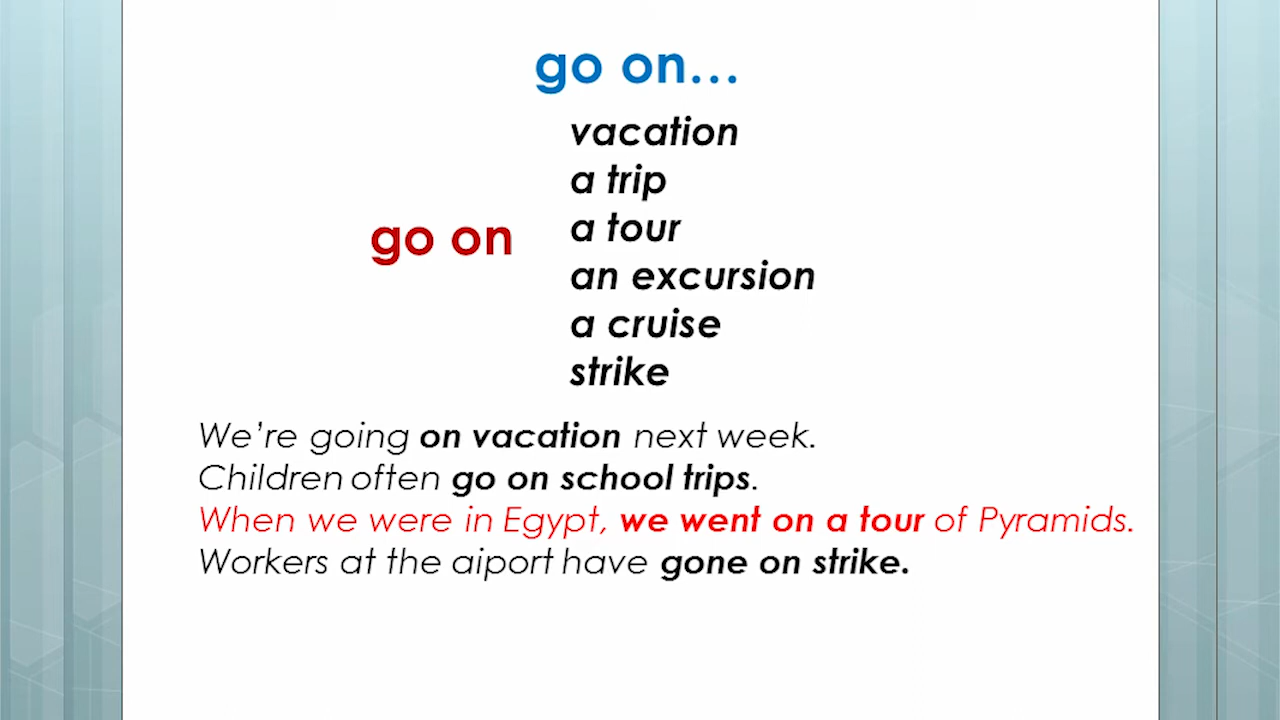 go on…
vacation
a trip
a tour
go on
an excursion
a cruise
strike
We’re going on vacation next week.
Children often go on school trips.
When we were in Egypt, we went on a tour of Pyramids.
Workers at the aiport have gone on strike.